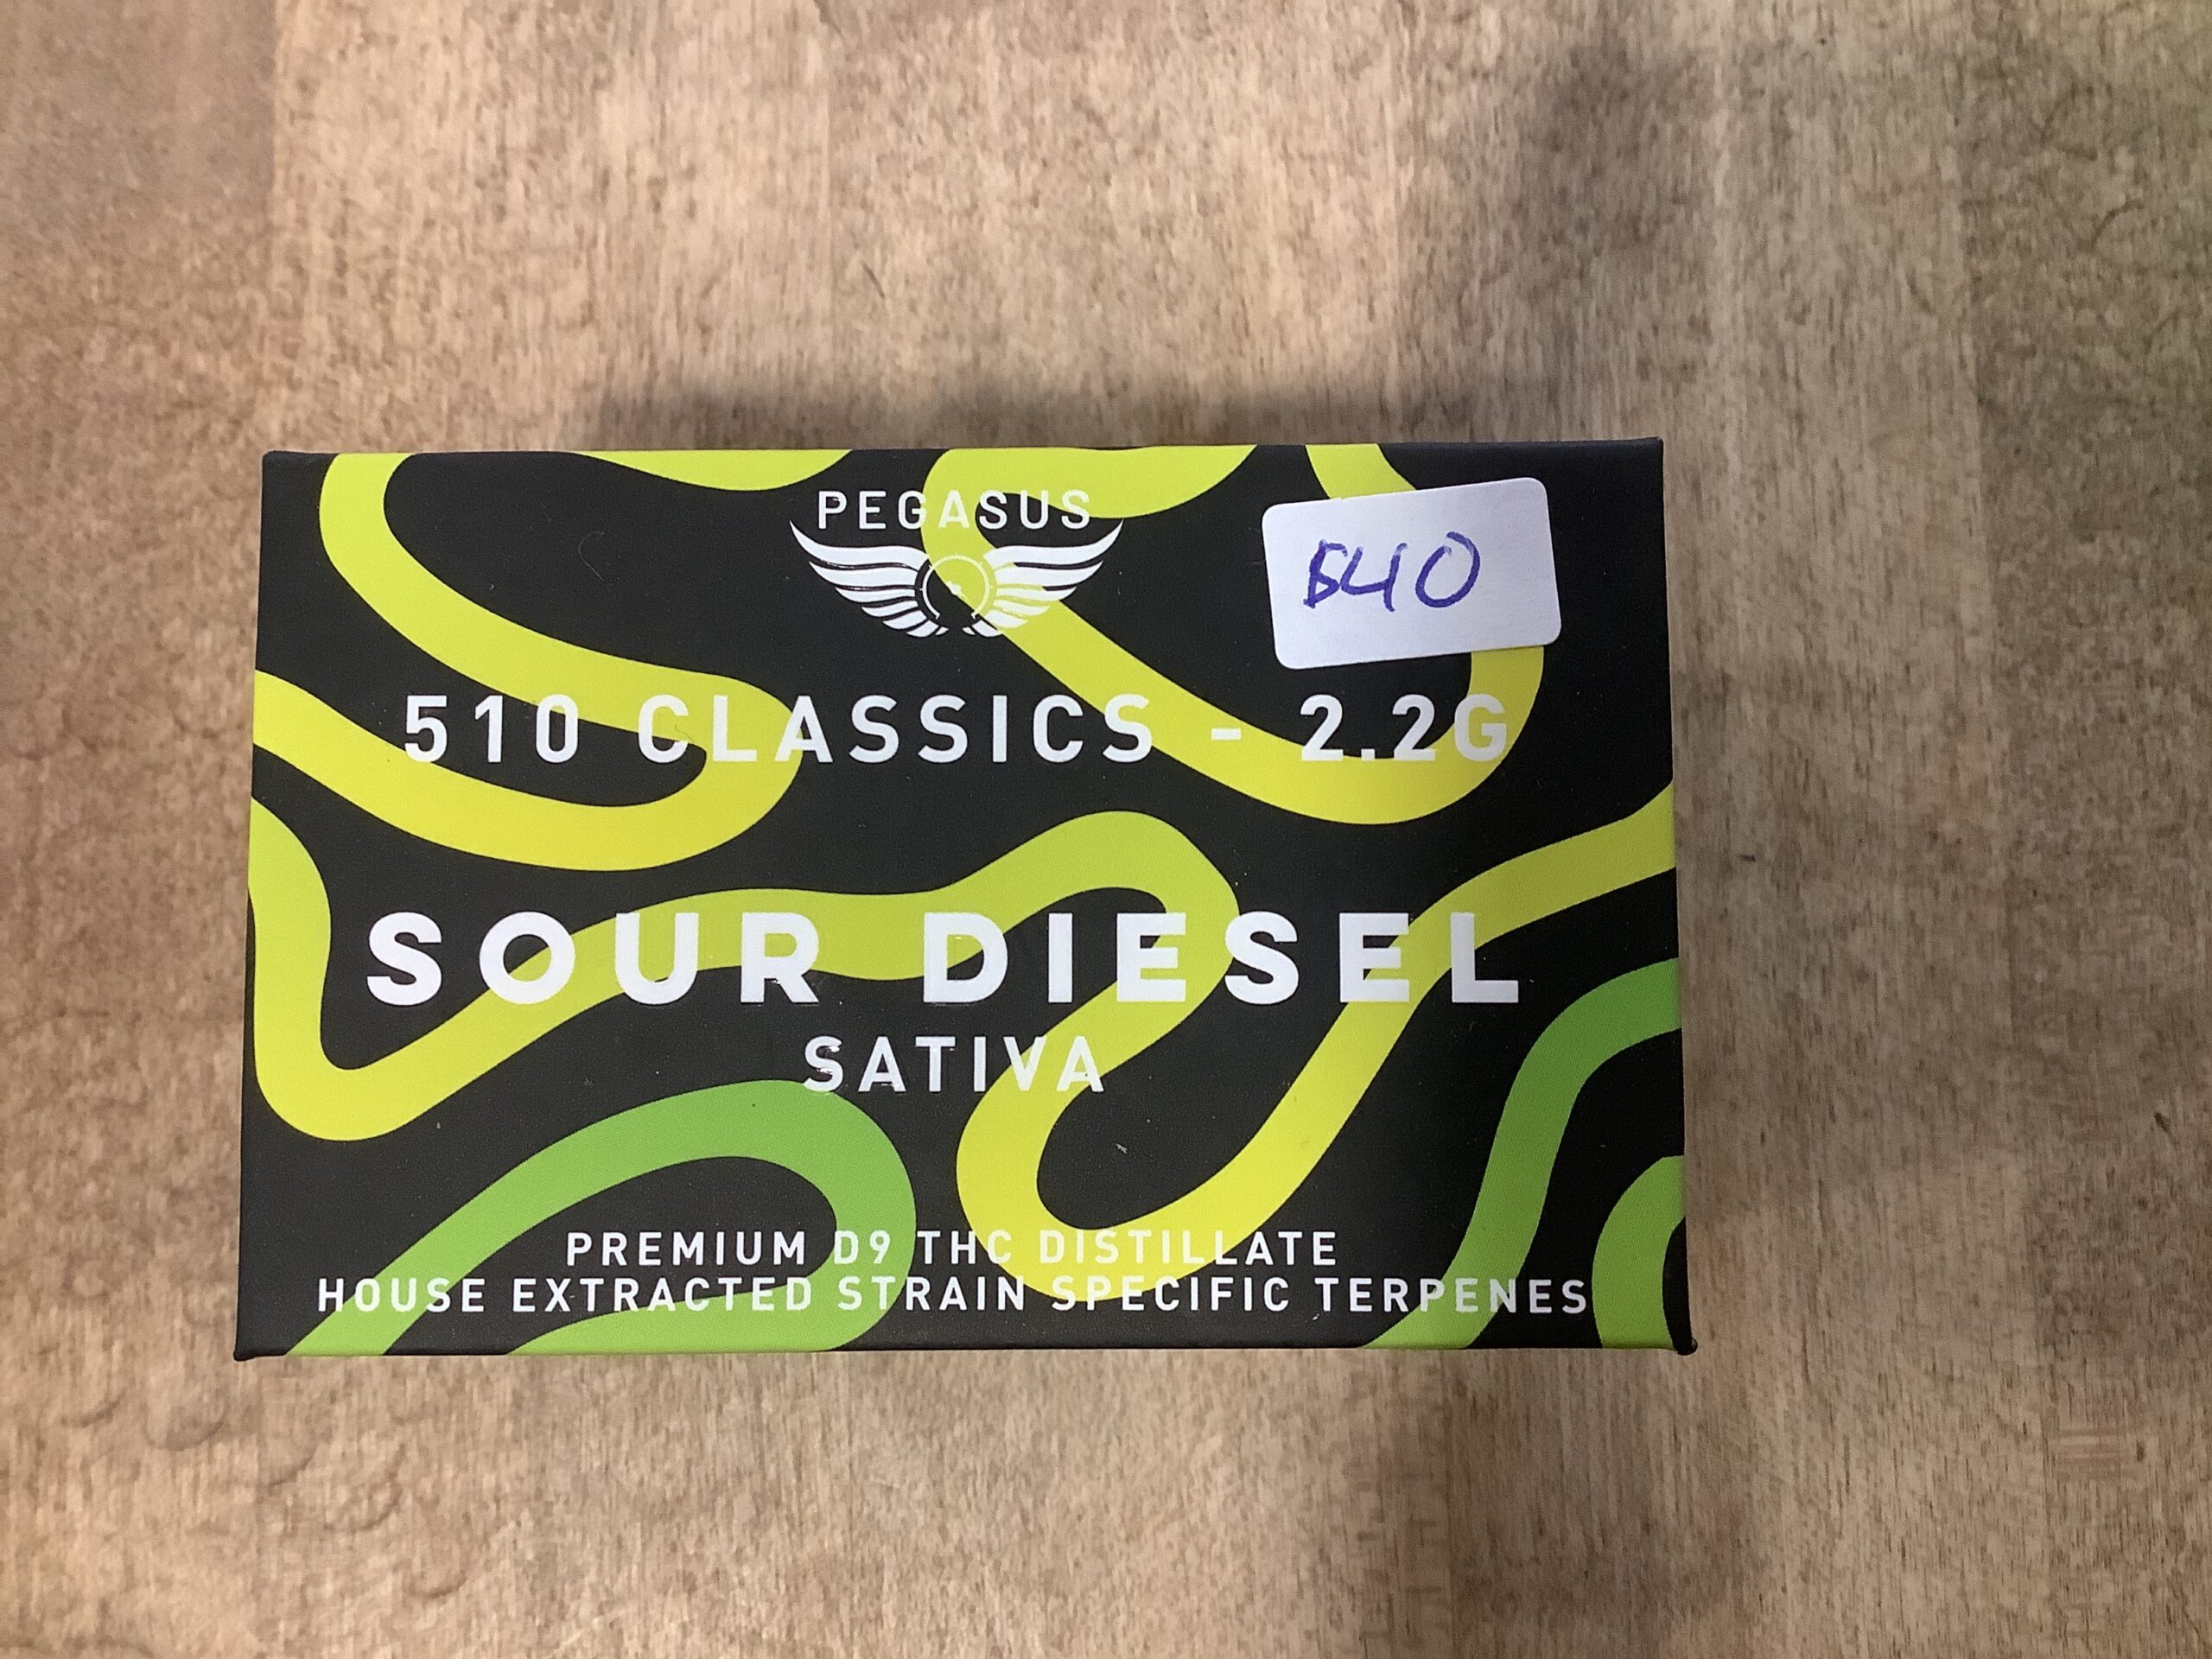 PEGASUS
$40
510 CLASSICS - 2.2G
SOUR DIESEL
SATIVA
PREMIUM D9 THC DISTILLATE
HOUSE EXTRACTED STRAIN SPECIFIC TERPENES